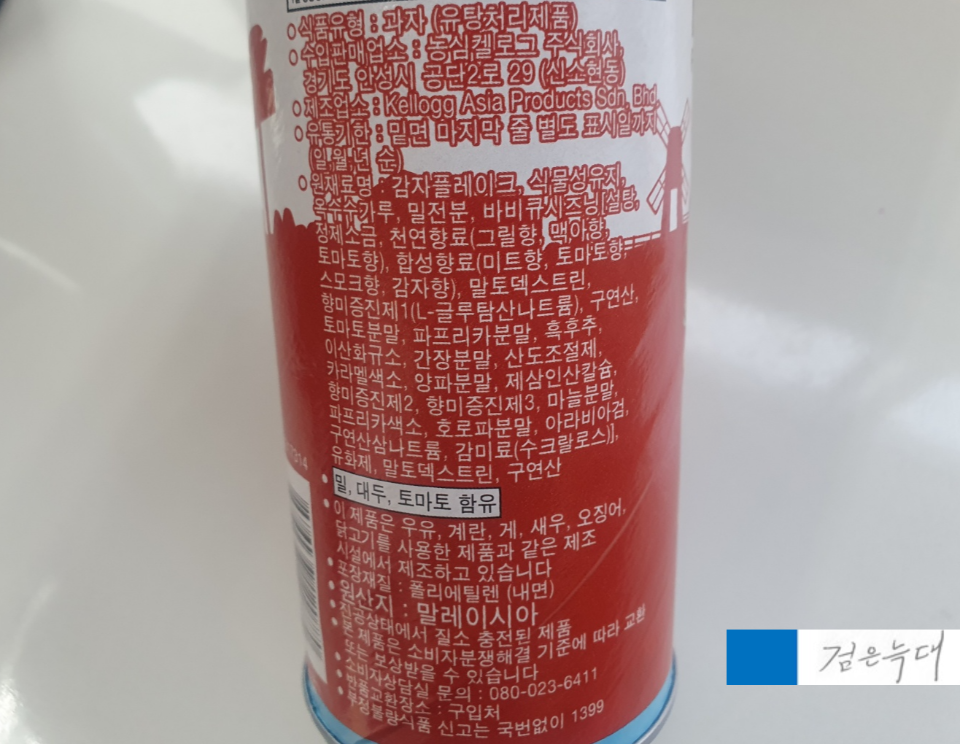 ○ 식품유형 : 과자 (유탕처리제품)
○ 수입판매업소 : 농심켈로그 주식회사,
경기도 안성시 공단2로 29 (신소현동)
○ 제조업소 : Kellogg Asia Products Sdn. Bhd.
○ 유통기한 : 밑면 마지막 줄 별도 표시일까지
(일,월,년 순)
○ 원재료명 : 감자플레이크, 식물성유지,
옥수수가루, 밀전분, 바비큐시즈닝[설탕,
정제소금, 천연향료(그릴향, 맥아향,
토마토향), 합성향료(미트향, 토마토향,
스모크향, 감자향), 말토덱스트린,
향미증진제1(L-글루탐산나트륨), 구연산,
토마토분말, 파프리카분말, 흑후추,
이산화규소, 간장분말, 산도조절제,
카라멜색소, 양파분말, 제삼인산칼슘,
향미증진제2, 향미증진제3, 마늘분말,
파프리카색소, 호로파분말, 아라비아검,
구연산삼나트륨, 감미료(수크랄로스)],
유화제, 말토덱스트린, 구연산
• 밀, 대두, 토마토 함유
• 이 제품은 우유, 계란, 게, 새우, 오징어,
닭고기를 사용한 제품과 같은 제조
시설에서 제조하고 있습니다
• 포장재질 : 폴리에틸렌 (내면)
• 원산지 : 말레이시아
• 진공상태에서 질소 충전된 제품
• 본 제품은 소비자분쟁해결 기준에 따라 교환
또는 보상받을 수 있습니다
• 소비자상담실 문의 : 080-023-6411
• 반품교환장소 : 구입처
• 부정불량식품 신고는 국번없이 1399
7314
검은늑대